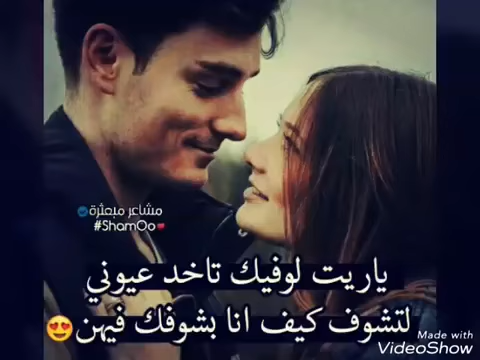 مشاعر مبعثرة
#ShamOo
ياريت لوفيك تاخد عيوني
لتشوف كيف انا بشوفك فيهن😍
Made with
VideoShow